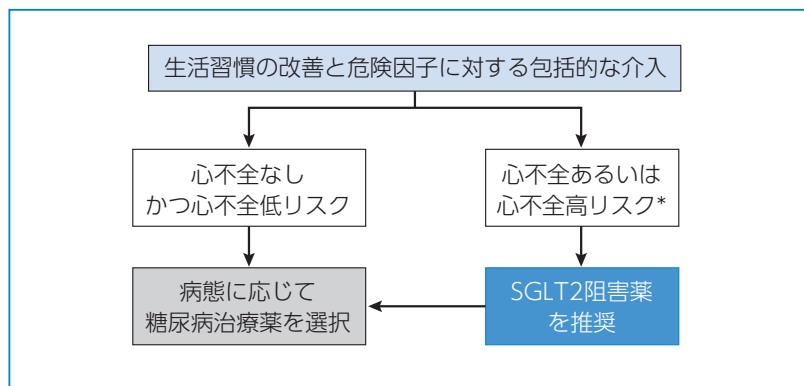 生活習慣の改善と危険因子に対する包括的な介入
心不全なし
かつ心不全低リスク
心不全あるいは
心不全高リスク*
病態に応じて
糖尿病治療薬を選択
SGLT2阻害薬
を推奨